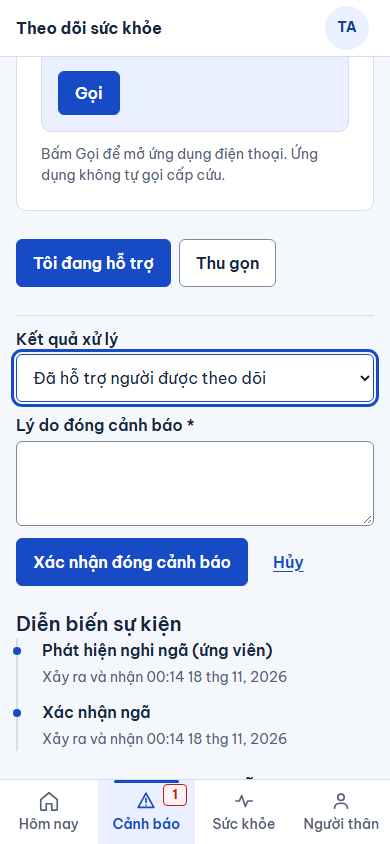 Theo dõi sức khỏe
TA
Gọi
Bấm Gọi để mở ứng dụng điện thoại. Ứng
dụng không tự gọi cấp cứu.
Tôi đang hỗ trợ
Thu gọn
Kết quả xử lý
Đã hỗ trợ người được theo dõi
Lý do đóng cảnh báo *
Xác nhận đóng cảnh báo
Hủy
Diễn biến sự kiện
Phát hiện nghi ngã (ứng viên)
Xảy ra và nhận 00:14 18 thg 11, 2026
Xác nhận ngã
Xảy ra và nhận 00:14 18 thg 11, 2026
1
Hôm nay
Cảnh báo
Sức khỏe
Người thân